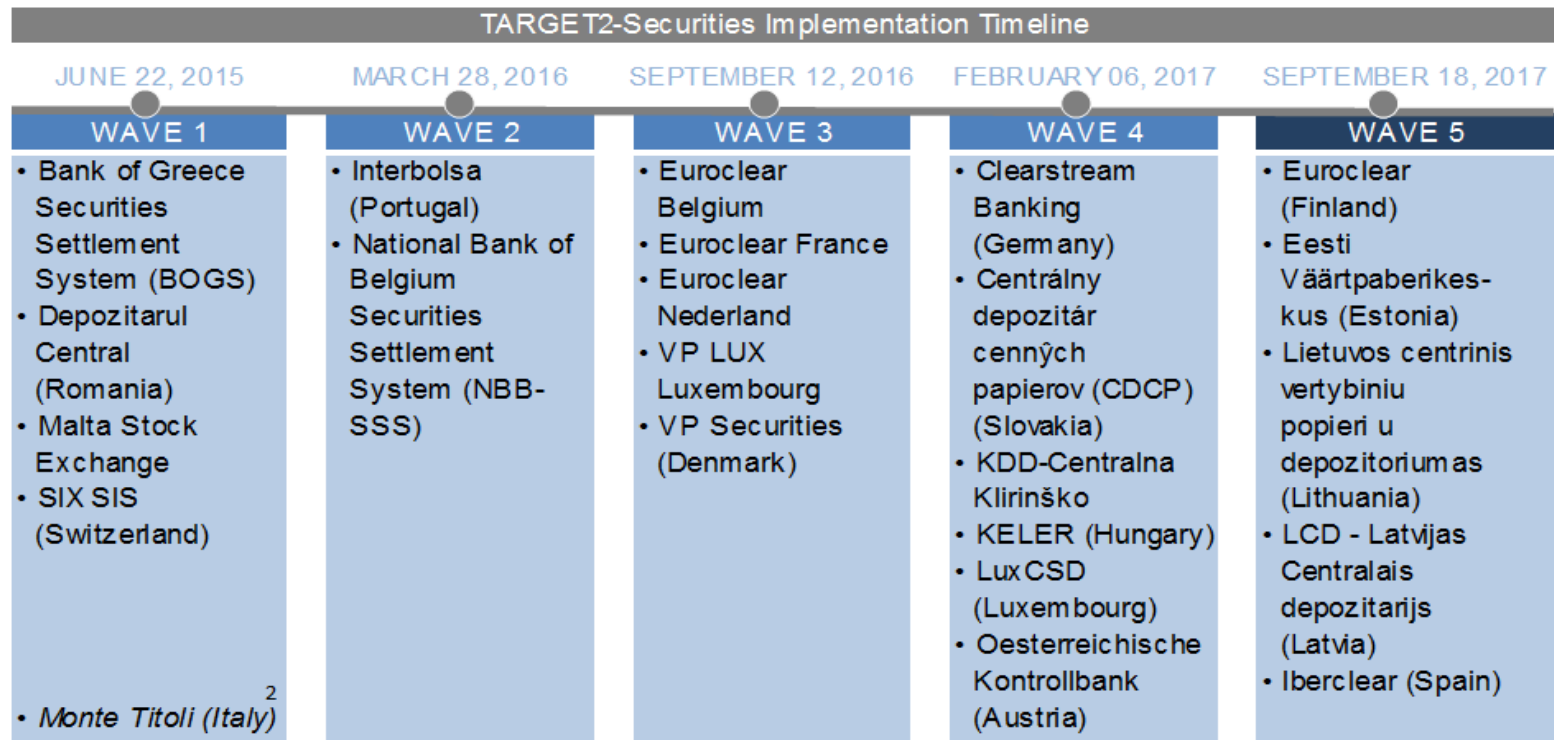 TARGET2-Securities Implementation Timeline
JUNE 22, 2015
MARCH 28, 2016
SEPTEMBER 12, 2016
FEBRUARY 06, 2017
SEPTEMBER 18, 2017
WAVE 1
• Bank of Greece
Securities
Settlement
System (BOGS)
• Depozitarul
Central
(Romania)
• Malta Stock
Exchange
• SIX SIS
(Switzerland)
2
• Monte Titoli (Italy)
WAVE 2
• Interbolsa
(Portugal)
• National Bank of
Belgium
Securities
Settlement
System (NBB-
SSS)
WAVE 3
• Euroclear
Belgium
• Euroclear France
• Euroclear
Nederland
• VP LUX
Luxembourg
• VP Securities
(Denmark)
WAVE 4
• Clearstream
Banking
(Germany)
• Centrálny
depozitár
cenných
papierov (CDCP)
(Slovakia)
• KDD-Centralna
Klirinško
• KELER (Hungary)
• LuxCSD
(Luxembourg)
• Oesterreichische
Kontrollbank
(Austria)
WAVE 5
• Euroclear
(Finland)
• Eesti
Väärtpaberikes-
kus (Estonia)
• Lietuvos centrinis
vertybiniu
popieri u
depozitoriumas
(Lithuania)
• LCD - Latvijas
Centralais
depozitarijs
(Latvia)
• Iberclear (Spain)